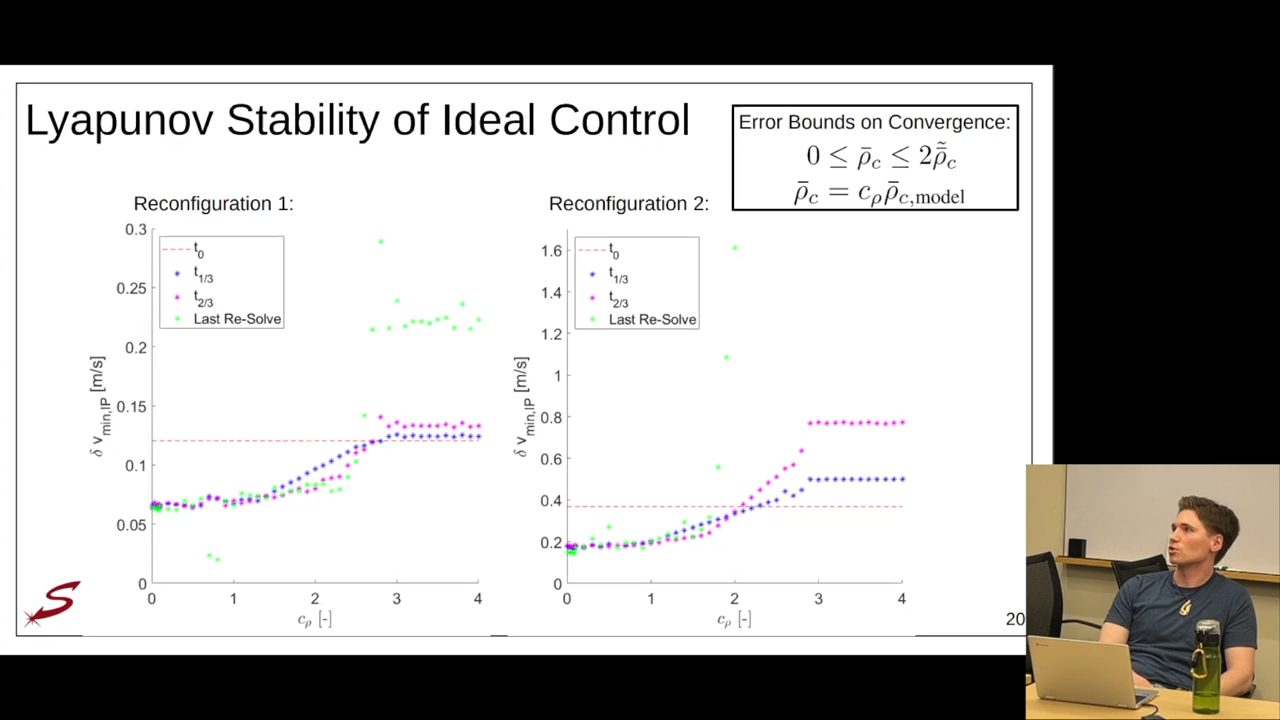 Lyapunov Stability of Ideal Control
Error Bounds on Convergence:
0 ≤ ρ̄_c ≤ 2ρ̃̄_c
ρ̄_c = c_ρ ρ̄_c,model
Reconfiguration 1:
0.3
0.25
0.2
0.15
0.1
0.05
0
t_0
t_1/3
t_2/3
Last Re-Solve
δ v_min,IP [m/s]
0 1 2 3 4
c_ρ [-]
Reconfiguration 2:
1.6
1.4
1.2
1
0.8
0.6
0.4
0.2
0
t_0
t_1/3
t_2/3
Last Re-Solve
δ v_min,IP [m/s]
0 1 2 3 4
c_ρ [-]
S
20